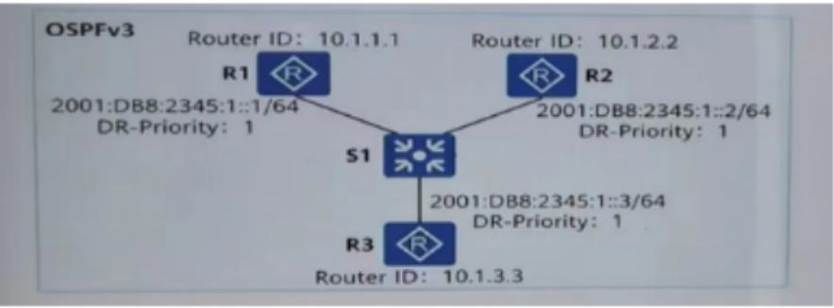 OSPFv3
Router ID: 10.1.1.1
Router ID: 10.1.2.2
R1
R
R
R2
2001:DB8:2345:1::1/64
DR-Priority: 1
2001:DB8:2345:1::2/64
DR-Priority: 1
S1
2001:DB8:2345:1::3/64
DR-Priority: 1
R3
R
Router ID: 10.1.3.3